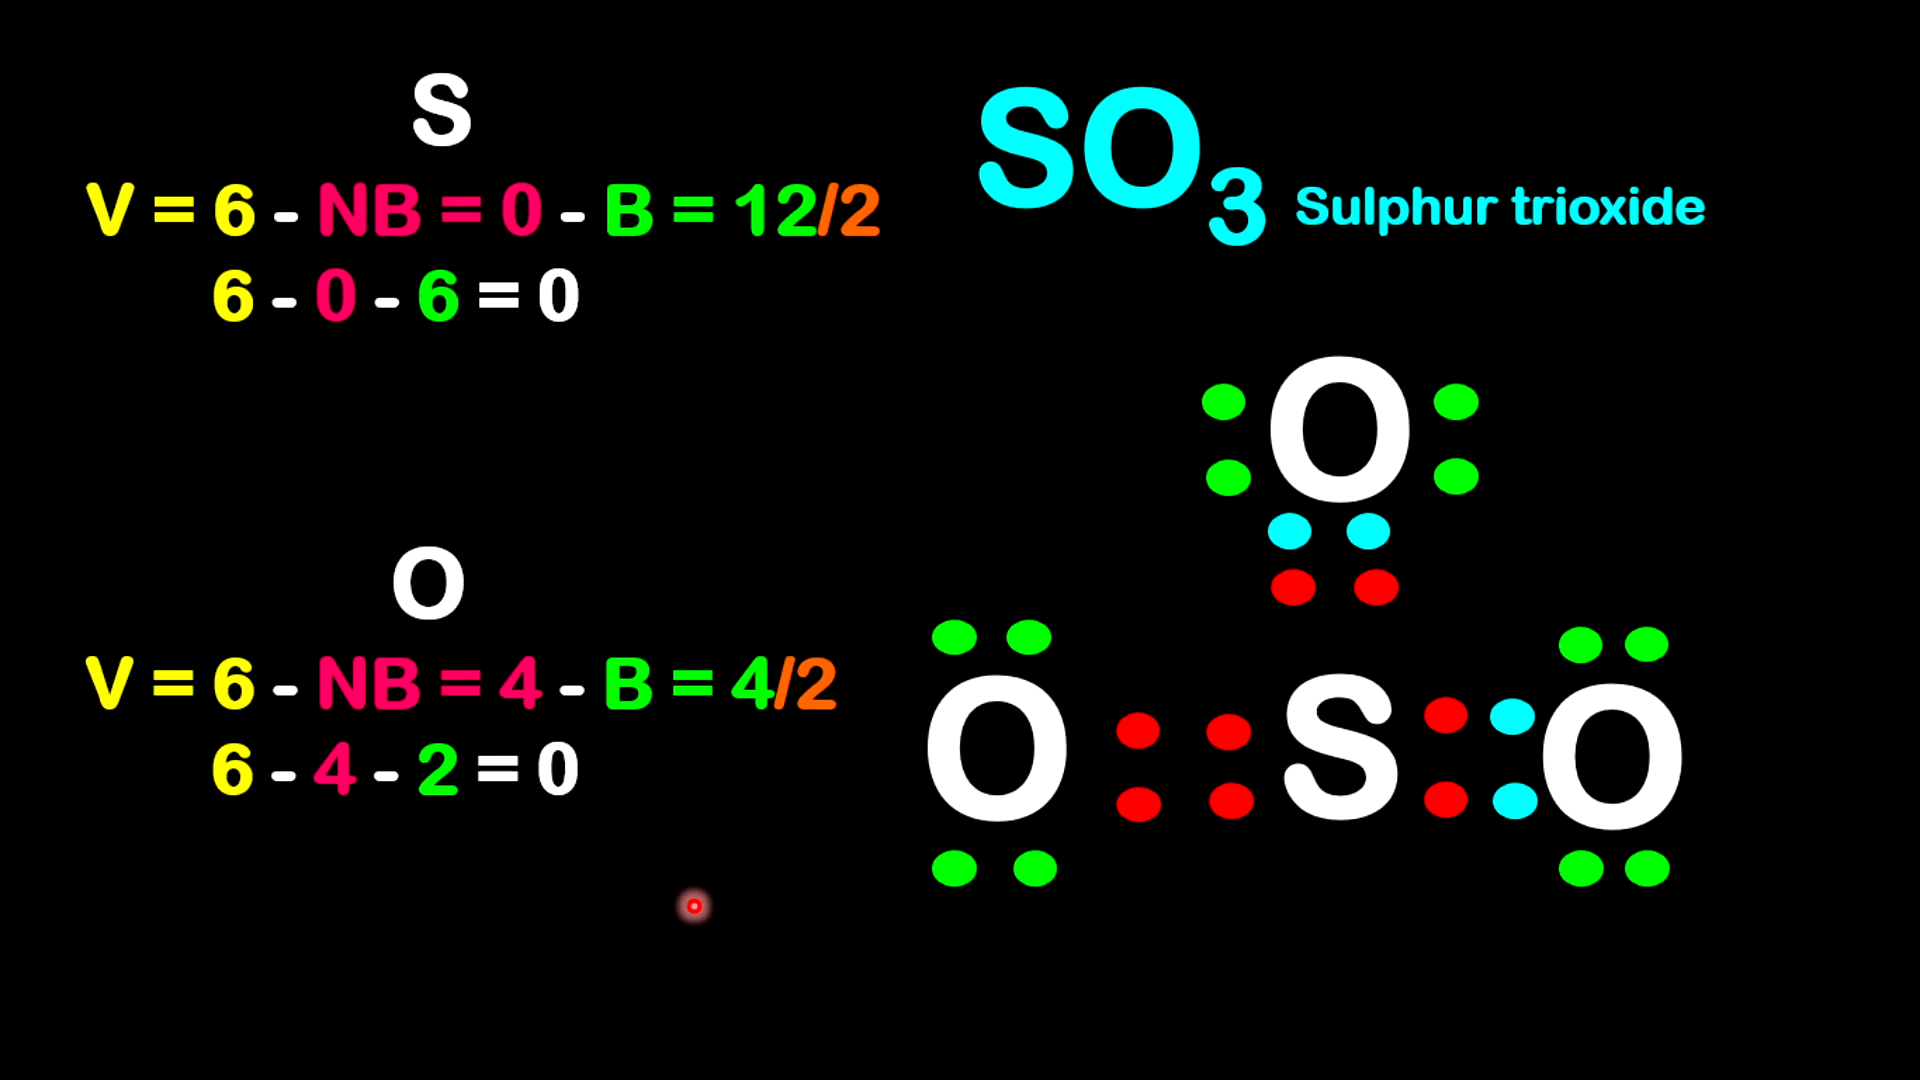 S
V = 6 - NB = 0 - B = 12/2
6 - 0 - 6 = 0
O
V = 6 - NB = 4 - B = 4/2
6 - 4 - 2 = 0
SO₃ Sulphur trioxide
O
O S O